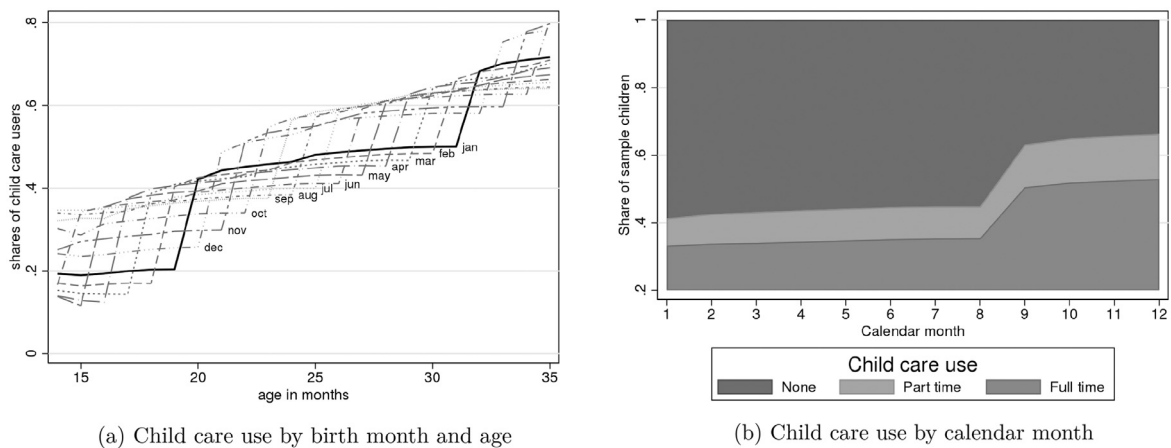 shares of child care users
.8
.6
.4
.2
0
jan
feb
mar
apr
may
jun
jul
aug
sep
oct
nov
dec
15 20 25 30 35
age in months
(a) Child care use by birth month and age
Share of sample children
1
.8
.6
.4
.2
1 2 3 4 5 6 7 8 9 10 11 12
Calendar month
Child care use
None Part time Full time
(b) Child care use by calendar month